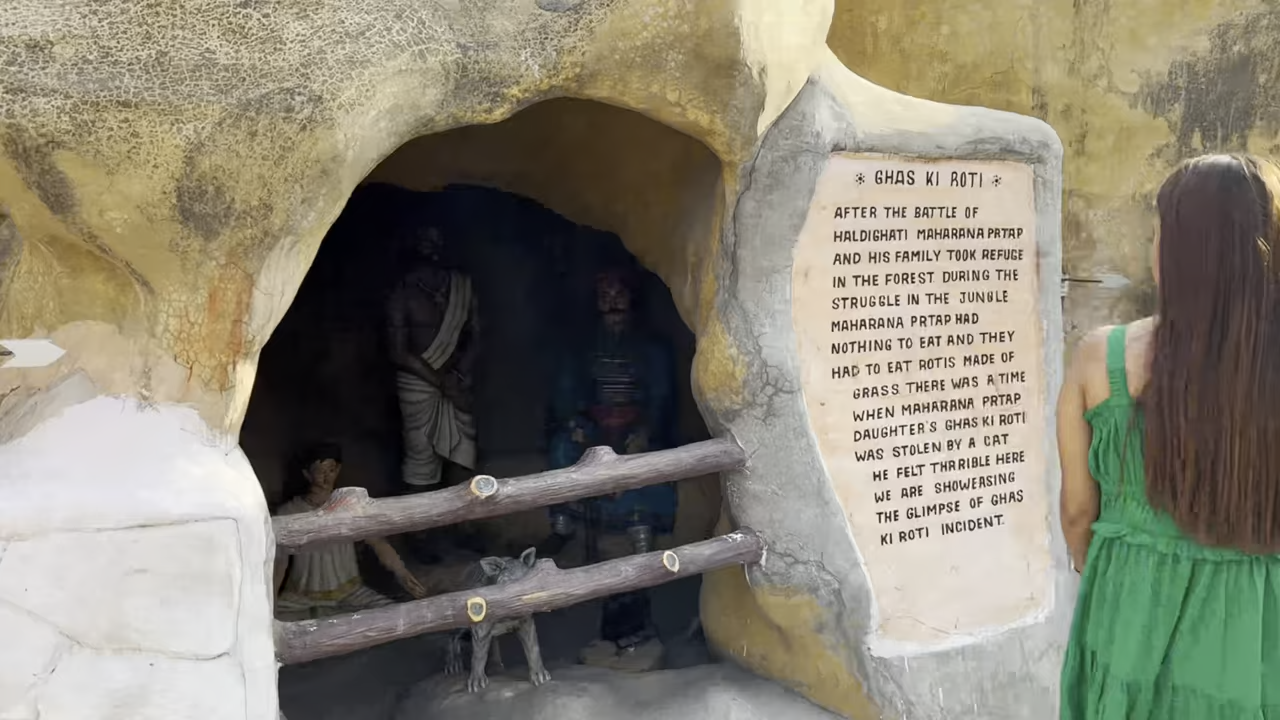 * GHAS KI ROTI *
AFTER THE BATTLE OF
HALDIGHATI MAHARANA PRTAP
AND HIS FAMILY TOOK REFUGE
IN THE FOREST DURING THE
STRUGGLE IN THE JUNGLE
MAHARANA PRTAP HAD
NOTHING TO EAT AND THEY
HAD TO EAT ROTIS MADE OF
GRASS THERE WAS A TIME
WHEN MAHARANA PRTAP
DAUGHTER'S GHAS KI ROTI
WAS STOLEN BY A CAT
HE FELT THRRIBLE HERE
WE ARE SHOWEASING
THE GLIMPSE OF GHAS
KI ROTI INCIDENT.